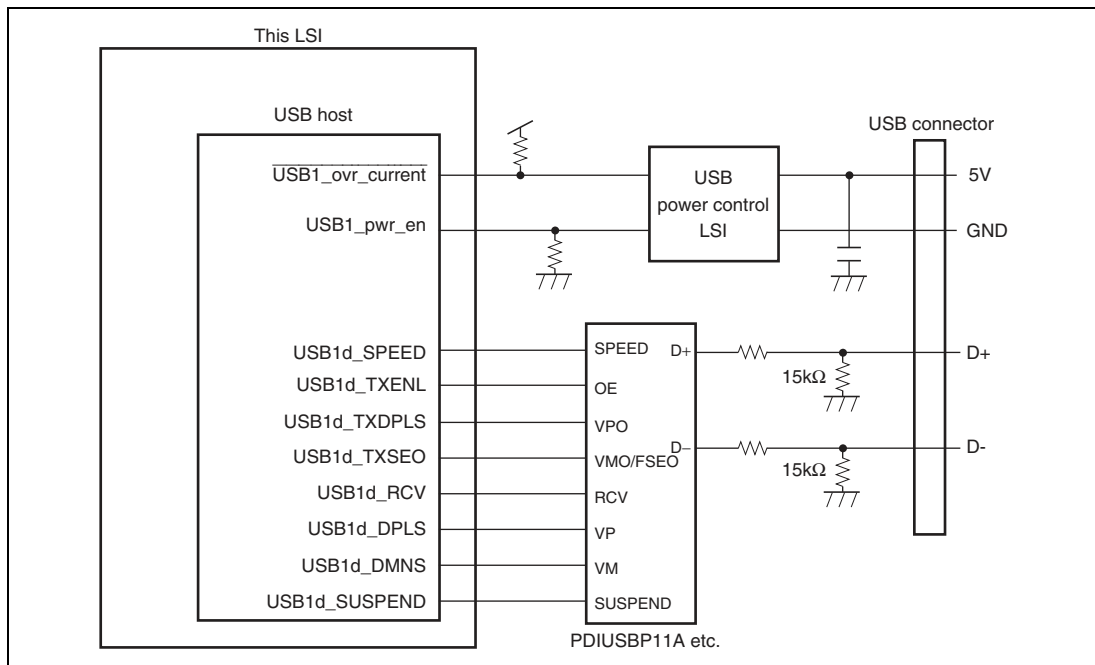 This LSI
USB host
USB connector
USB1_ovr_current
USB
power control
LSI
5V
USB1_pwr_en
GND
USB1d_SPEED
SPEED
D+
D+
USB1d_TXENL
OE
15kΩ
USB1d_TXDPLS
VPO
USB1d_TXSEO
VMO/FSEO
D–
D-
USB1d_RCV
RCV
15kΩ
USB1d_DPLS
VP
USB1d_DMNS
VM
USB1d_SUSPEND
SUSPEND
PDIUSBP11A etc.